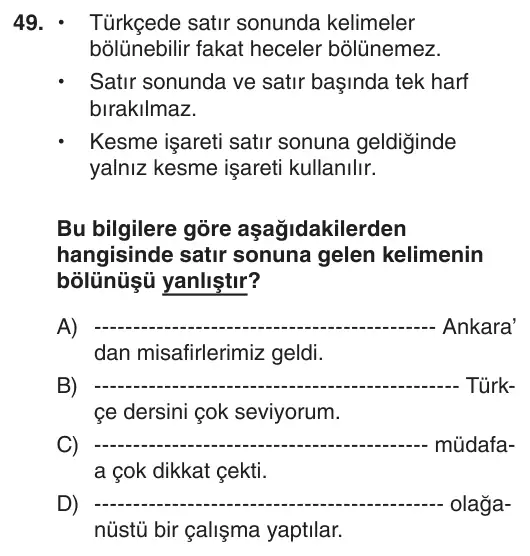 49. • Türkçede satır sonunda kelimeler
bölünebilir fakat heceler bölünemez.
• Satır sonunda ve satır başında tek harf
bırakılmaz.
• Kesme işareti satır sonuna geldiğinde
yalnız kesme işareti kullanılır.
Bu bilgilere göre aşağıdakilerden
hangisinde satır sonuna gelen kelimenin
bölünüşü yanlıştır?
A) -------------------------------------------- Ankara’
dan misafirlerimiz geldi.
B) ----------------------------------------------- Türk-
çe dersini çok seviyorum.
C) ------------------------------------------- müdafa-
a çok dikkat çekti.
D) --------------------------------------------- olağa-
nüstü bir çalışma yaptılar.